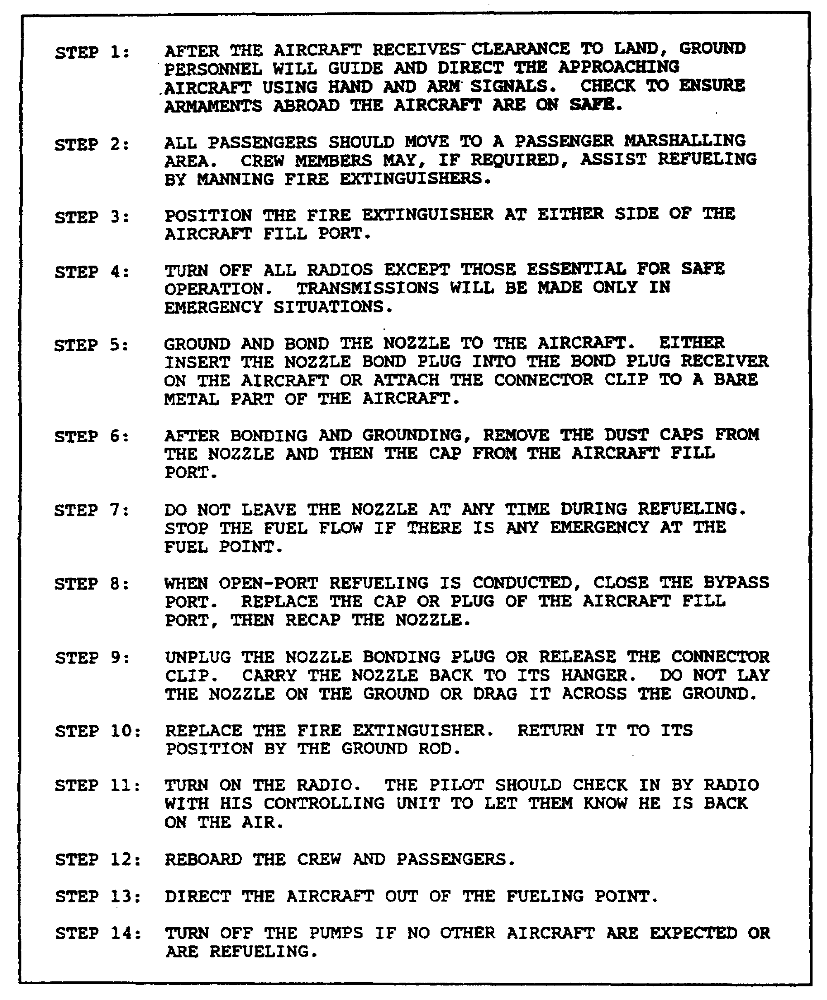 STEP 1: AFTER THE AIRCRAFT RECEIVES CLEARANCE TO LAND, GROUND
PERSONNEL WILL GUIDE AND DIRECT THE APPROACHING
AIRCRAFT USING HAND AND ARM SIGNALS. CHECK TO ENSURE
ARMAMENTS ABROAD THE AIRCRAFT ARE ON SAFE.
STEP 2: ALL PASSENGERS SHOULD MOVE TO A PASSENGER MARSHALLING
AREA. CREW MEMBERS MAY, IF REQUIRED, ASSIST REFUELING
BY MANNING FIRE EXTINGUISHERS.
STEP 3: POSITION THE FIRE EXTINGUISHER AT EITHER SIDE OF THE
AIRCRAFT FILL PORT.
STEP 4: TURN OFF ALL RADIOS EXCEPT THOSE ESSENTIAL FOR SAFE
OPERATION. TRANSMISSIONS WILL BE MADE ONLY IN
EMERGENCY SITUATIONS.
STEP 5: GROUND AND BOND THE NOZZLE TO THE AIRCRAFT. EITHER
INSERT THE NOZZLE BOND PLUG INTO THE BOND PLUG RECEIVER
ON THE AIRCRAFT OR ATTACH THE CONNECTOR CLIP TO A BARE
METAL PART OF THE AIRCRAFT.
STEP 6: AFTER BONDING AND GROUNDING, REMOVE THE DUST CAPS FROM
THE NOZZLE AND THEN THE CAP FROM THE AIRCRAFT FILL
PORT.
STEP 7: DO NOT LEAVE THE NOZZLE AT ANY TIME DURING REFUELING.
STOP THE FUEL FLOW IF THERE IS ANY EMERGENCY AT THE
FUEL POINT.
STEP 8: WHEN OPEN-PORT REFUELING IS CONDUCTED, CLOSE THE BYPASS
PORT. REPLACE THE CAP OR PLUG OF THE AIRCRAFT FILL
PORT, THEN RECAP THE NOZZLE.
STEP 9: UNPLUG THE NOZZLE BONDING PLUG OR RELEASE THE CONNECTOR
CLIP. CARRY THE NOZZLE BACK TO ITS HANGER. DO NOT LAY
THE NOZZLE ON THE GROUND OR DRAG IT ACROSS THE GROUND.
STEP 10: REPLACE THE FIRE EXTINGUISHER. RETURN IT TO ITS
POSITION BY THE GROUND ROD.
STEP 11: TURN ON THE RADIO. THE PILOT SHOULD CHECK IN BY RADIO
WITH HIS CONTROLLING UNIT TO LET THEM KNOW HE IS BACK
ON THE AIR.
STEP 12: REBOARD THE CREW AND PASSENGERS.
STEP 13: DIRECT THE AIRCRAFT OUT OF THE FUELING POINT.
STEP 14: TURN OFF THE PUMPS IF NO OTHER AIRCRAFT ARE EXPECTED OR
ARE REFUELING.